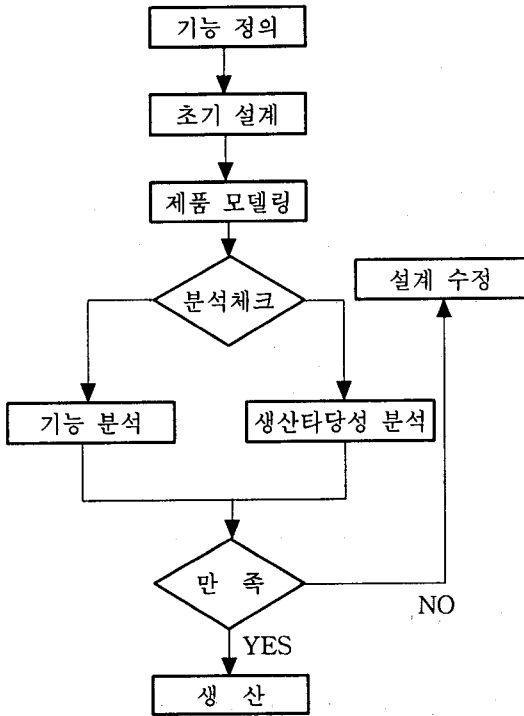 기능 정의
초기 설계
제품 모델링
분석체크
설계 수정
기능 분석
생산타당성 분석
만 족
NO
YES
생 산